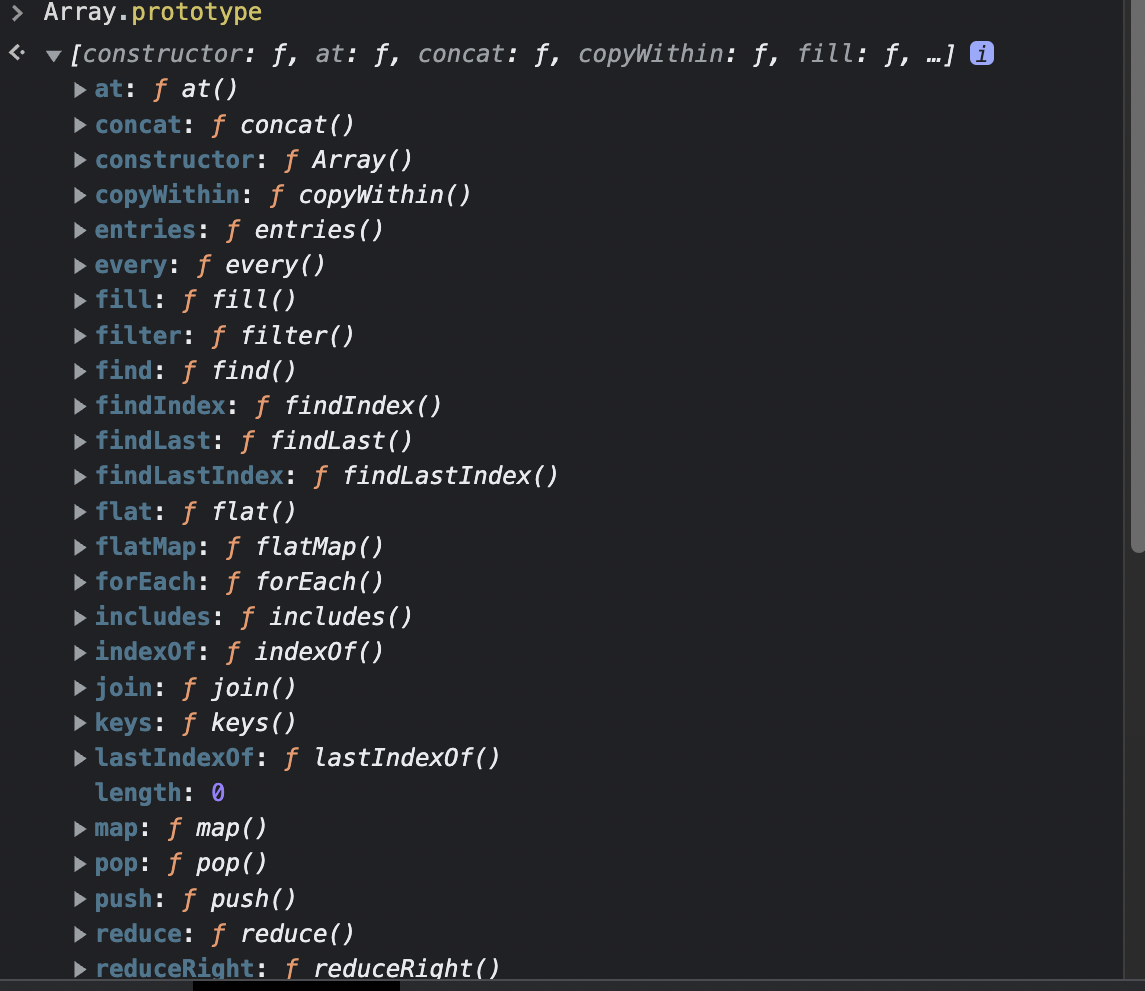 > Array.prototype
[constructor: ƒ, at: ƒ, concat: ƒ, copyWithin: ƒ, fill: ƒ, …] i
at: ƒ at()
concat: ƒ concat()
constructor: ƒ Array()
copyWithin: ƒ copyWithin()
entries: ƒ entries()
every: ƒ every()
fill: ƒ fill()
filter: ƒ filter()
find: ƒ find()
findIndex: ƒ findIndex()
findLast: ƒ findLast()
findLastIndex: ƒ findLastIndex()
flat: ƒ flat()
flatMap: ƒ flatMap()
forEach: ƒ forEach()
includes: ƒ includes()
indexOf: ƒ indexOf()
join: ƒ join()
keys: ƒ keys()
lastIndexOf: ƒ lastIndexOf()
length: 0
map: ƒ map()
pop: ƒ pop()
push: ƒ push()
reduce: ƒ reduce()
reduceRight: ƒ reduceRight()